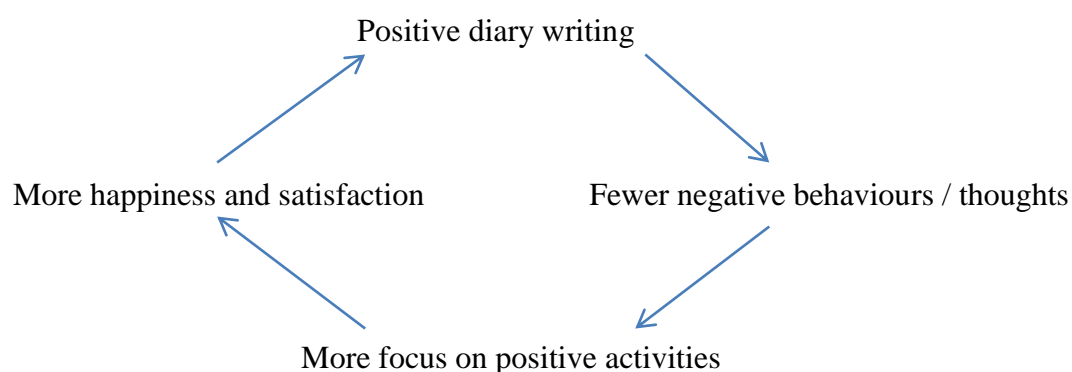 Positive diary writing
More happiness and satisfaction
Fewer negative behaviours / thoughts
More focus on positive activities